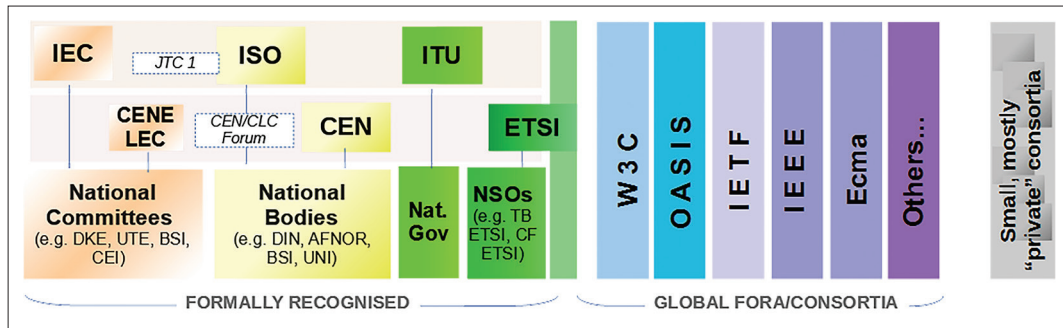 IEC
JTC 1
ISO
ITU
CENE
LEC
CEN/CLC
Forum
CEN
ETSI
National
Committees
(e.g. DKE, UTE, BSI,
CEI)
National
Bodies
(e.g. DIN, AFNOR,
BSI, UNI)
Nat.
Gov
NSOs
(e.g. TB
ETSI, CF
ETSI)
W3C
OASIS
IETF
IEEE
Ecma
Others...
Small, mostly
“private” consortia
FORMALLY RECOGNISED
GLOBAL FORA/CONSORTIA